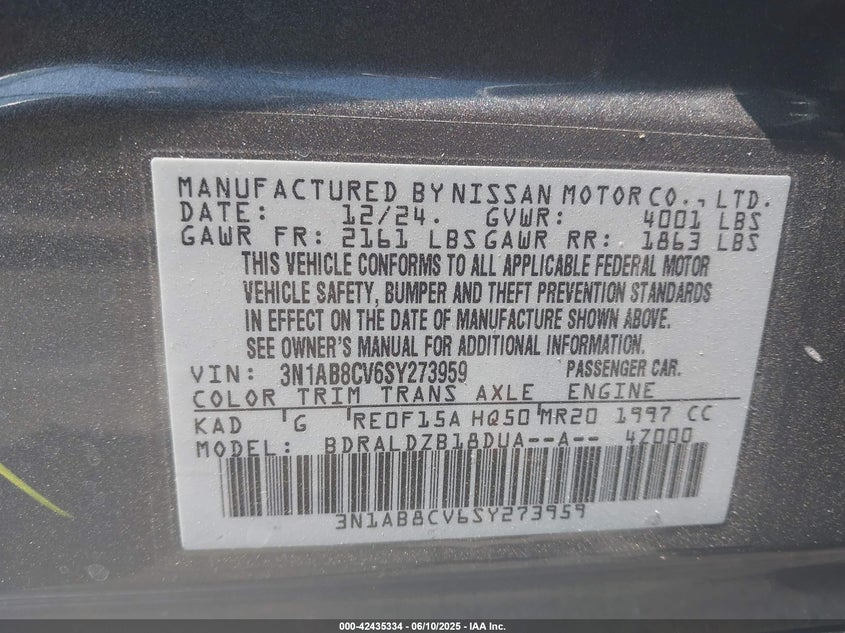 MANUFACTURED BY NISSAN MOTOR CO., LTD.
DATE: 12/24. GVWR: 4001 LBS
GAWR FR: 2161 LBS GAWR RR: 1863 LBS
THIS VEHICLE CONFORMS TO ALL APPLICABLE FEDERAL MOTOR
VEHICLE SAFETY, BUMPER AND THEFT PREVENTION STANDARDS
IN EFFECT ON THE DATE OF MANUFACTURE SHOWN ABOVE.
SEE OWNER'S MANUAL FOR ADDITIONAL INFORMATION.
VIN: 3N1AB8CV6SY273959 PASSENGER CAR.
COLOR TRIM TRANS AXLE ENGINE
KAD G RE0F15A HQ50 MR20 1997 CC
MODEL: BDRALDZB18DUA--A-- 47000
3N1AB8CV6SY273959
000-42435334 - 06/10/2025 - IAA Inc.